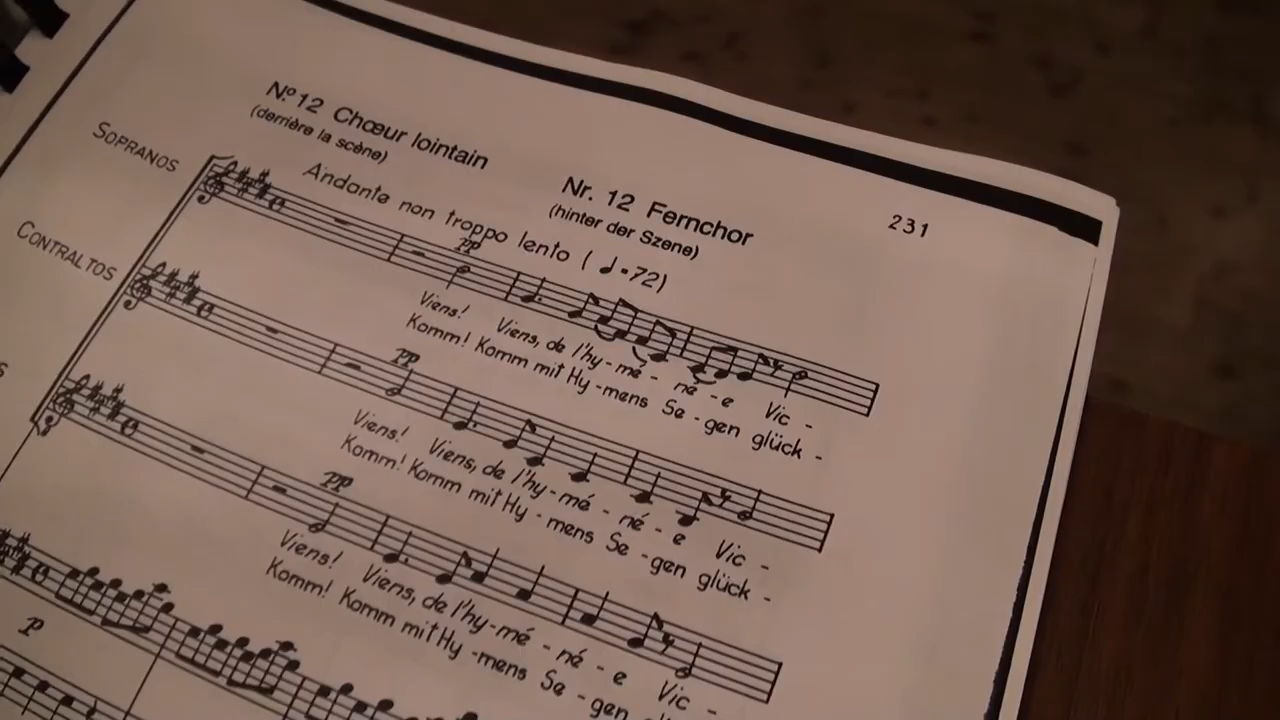 Nº12 Chœur lointain
(derrière la scène)
Nr. 12 Fernchor
(hinter der Szene)
231
Andante non troppo lento ( ♩=72)
SOPRANOS
pp
Viens! Viens, de l'hy-mé - né - e Vic -
Komm! Komm mit Hy -mens Se -gen glück -
CONTRALTOS
pp
Viens! Viens, de l'hy-mé - né - e Vic -
Komm! Komm mit Hy - mens Se -gen glück -
pp
Viens! Viens, de l'hy-mé - né - e Vic -
Komm! Komm mit Hy -mens Se - gen
p